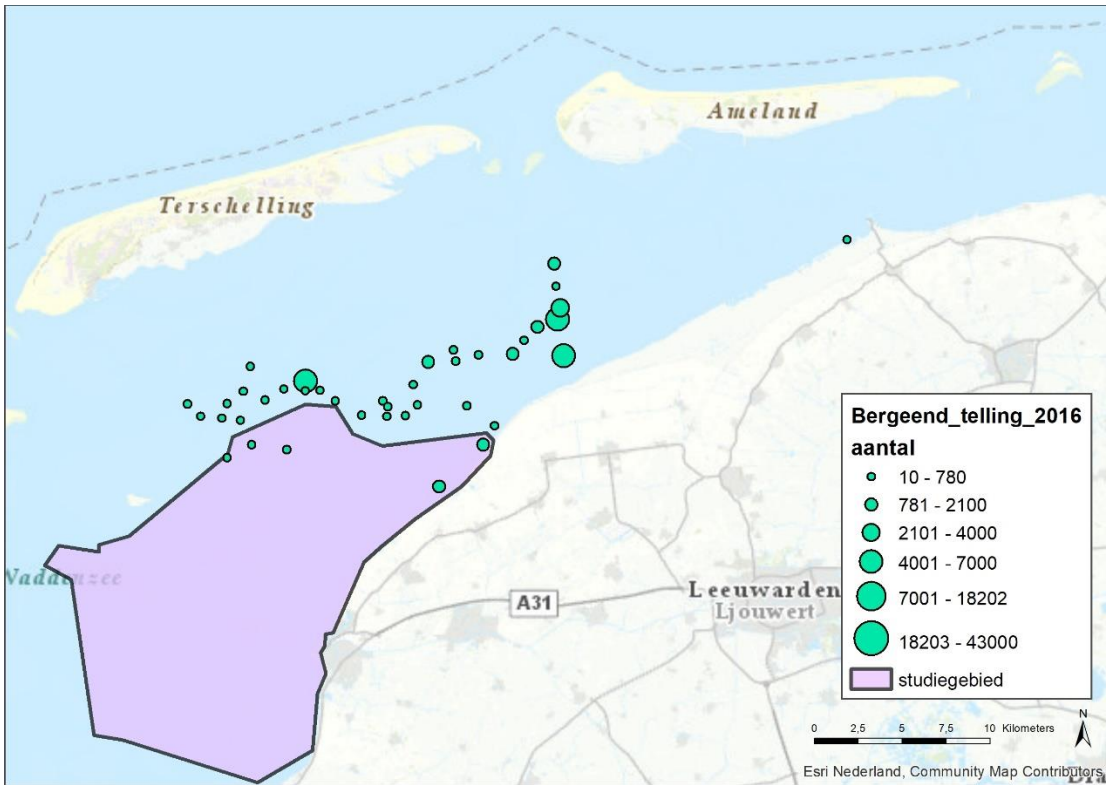 Ameland
Terschelling
Waddenzee
A31
Leeuwarden
Ljouwert
Bergeend_telling_2016
aantal
10 - 780
781 - 2100
2101 - 4000
4001 - 7000
7001 - 18202
18203 - 43000
studiegebied
0 2,5 5 7,5 10 Kilometers
N
Esri Nederland, Community Map Contributors